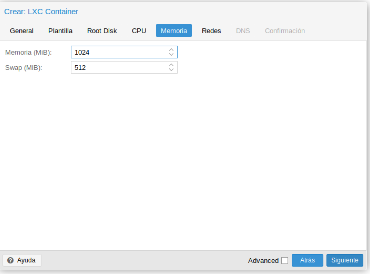 Crear: LXC Container
General Plantilla Root Disk CPU Memoria Redes DNS Confirmación
Memoria (MiB): 1024
Swap (MiB): 512
Ayuda Advanced Atras Siguiente